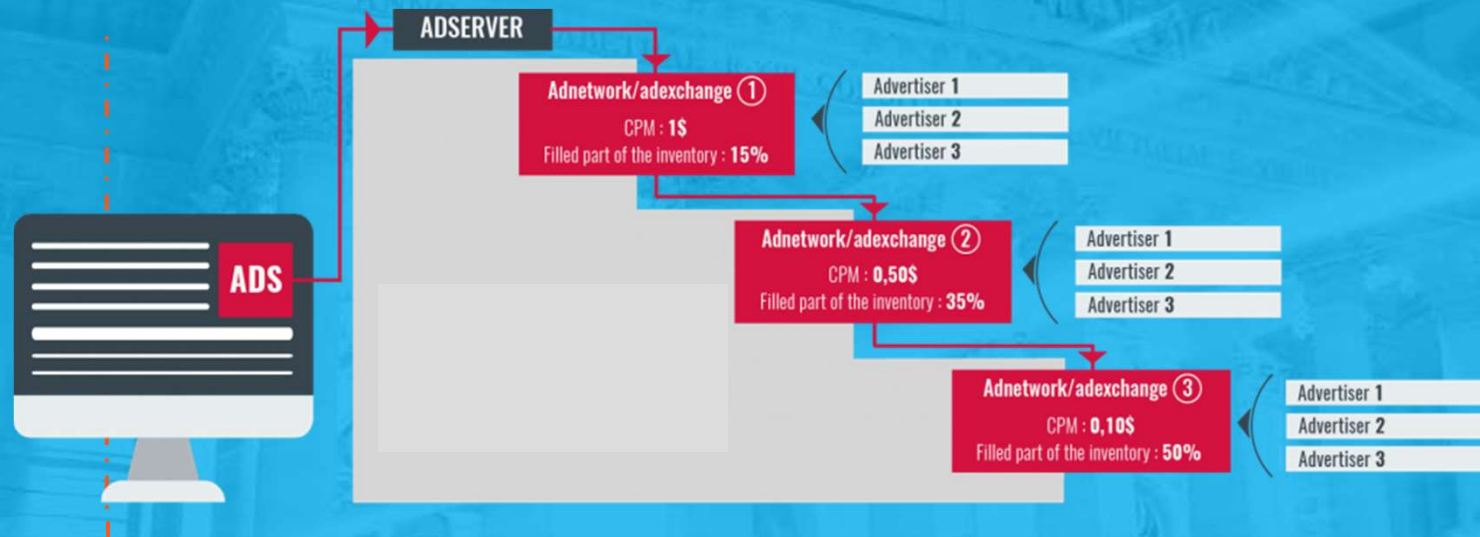 ADSERVER
Adnetwork/adexchange 1
CPM : 1$
Filled part of the inventory : 15%
Advertiser 1
Advertiser 2
Advertiser 3
ADS
Adnetwork/adexchange 2
CPM : 0,50$
Filled part of the inventory : 35%
Advertiser 1
Advertiser 2
Advertiser 3
Adnetwork/adexchange 3
CPM : 0,10$
Filled part of the inventory : 50%
Advertiser 1
Advertiser 2
Advertiser 3